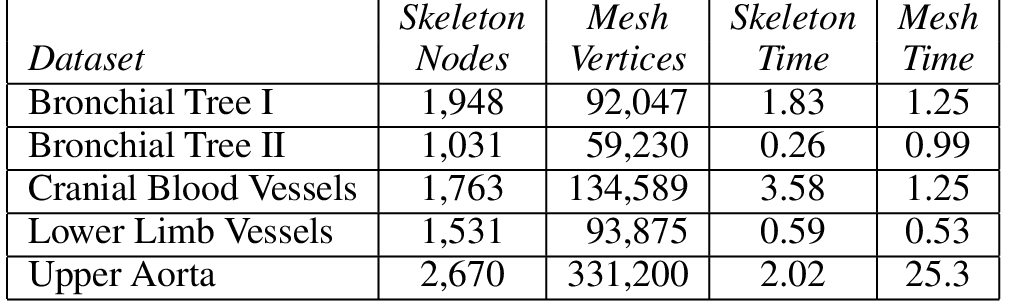 Skeleton Mesh Skeleton Mesh
Dataset Nodes Vertices Time Time
Bronchial Tree I 1,948 92,047 1.83 1.25
Bronchial Tree II 1,031 59,230 0.26 0.99
Cranial Blood Vessels 1,763 134,589 3.58 1.25
Lower Limb Vessels 1,531 93,875 0.59 0.53
Upper Aorta 2,670 331,200 2.02 25.3